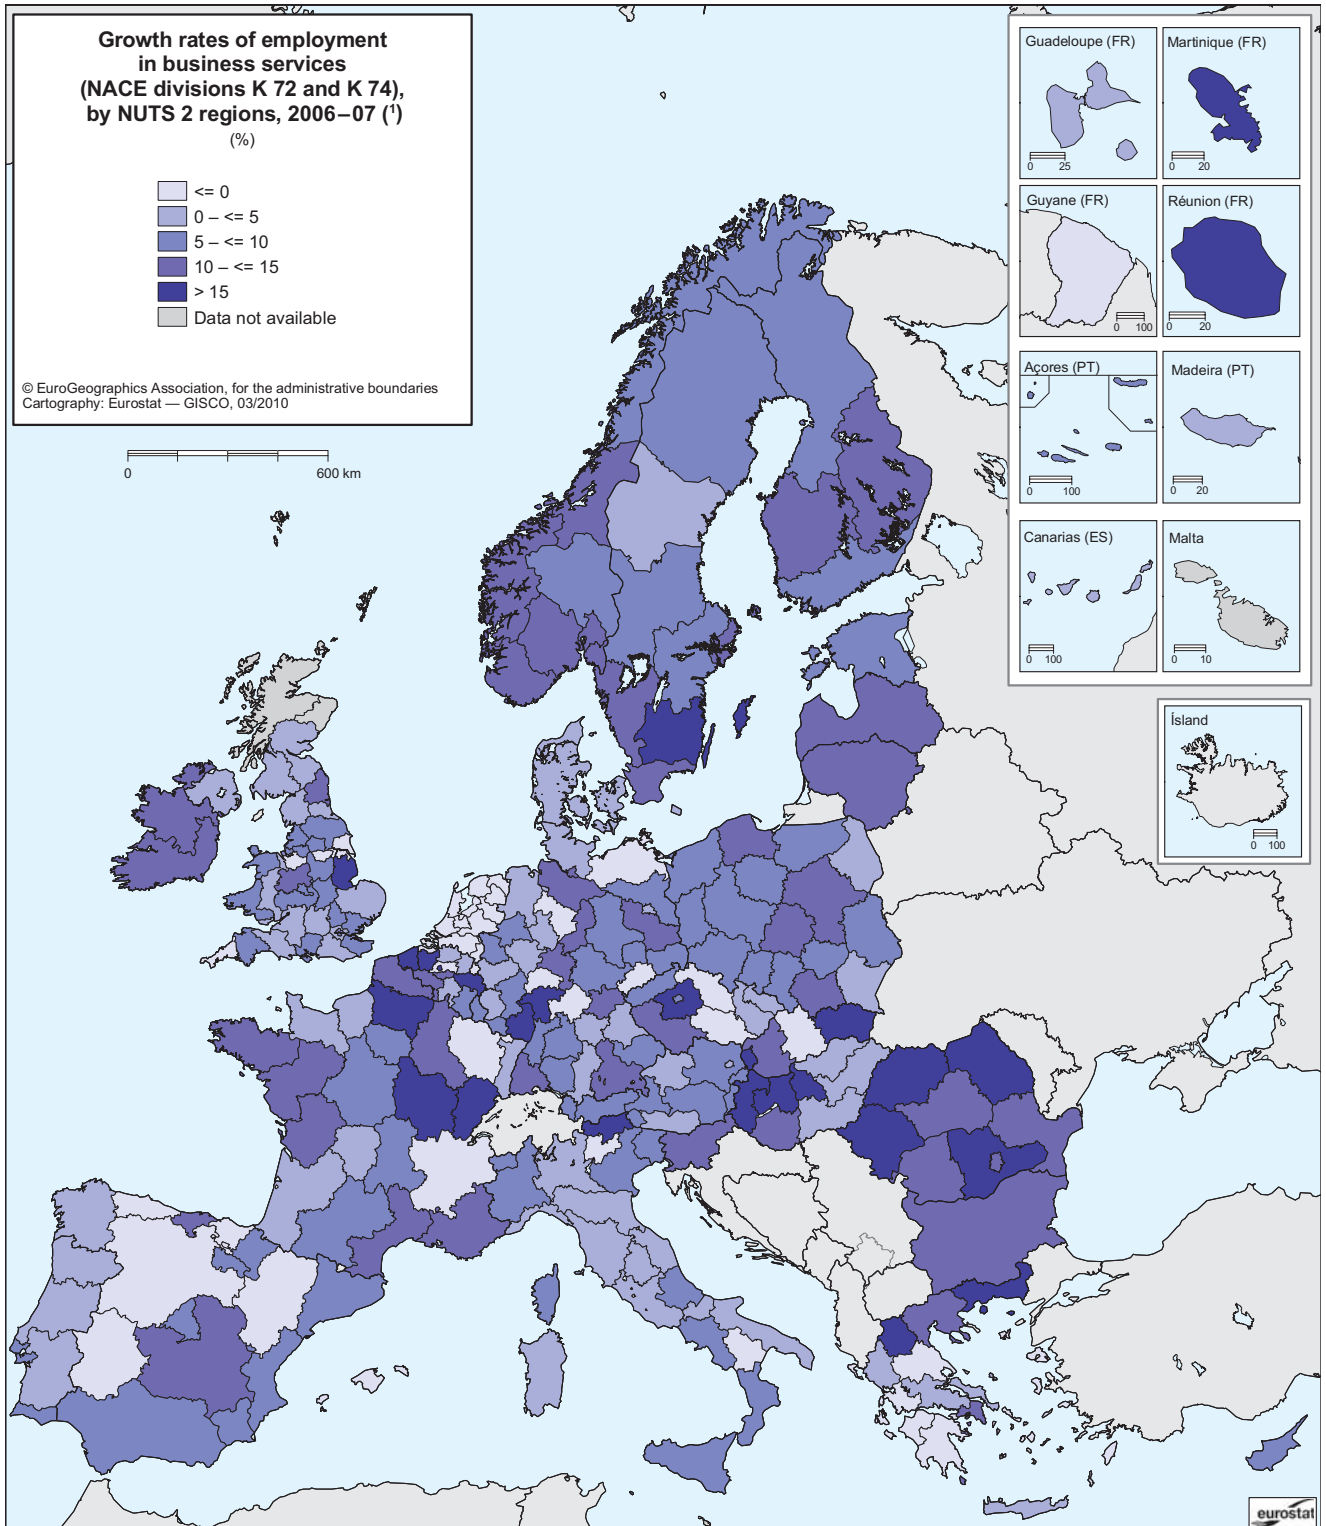 Growth rates of employment
in business services
(NACE divisions K 72 and K 74),
by NUTS 2 regions, 2006–07 (¹)
(%)
<= 0
0 – <= 5
5 – <= 10
10 – <= 15
> 15
Data not available
© EuroGeographics Association, for the administrative boundaries
Cartography: Eurostat — GISCO, 03/2010
0 600 km
Guadeloupe (FR)
0 25
Martinique (FR)
0 20
Guyane (FR)
0 100
Réunion (FR)
0 20
Açores (PT)
0 100
Madeira (PT)
0 20
Canarias (ES)
0 100
Malta
0 10
Ísland
0 100
eurostat